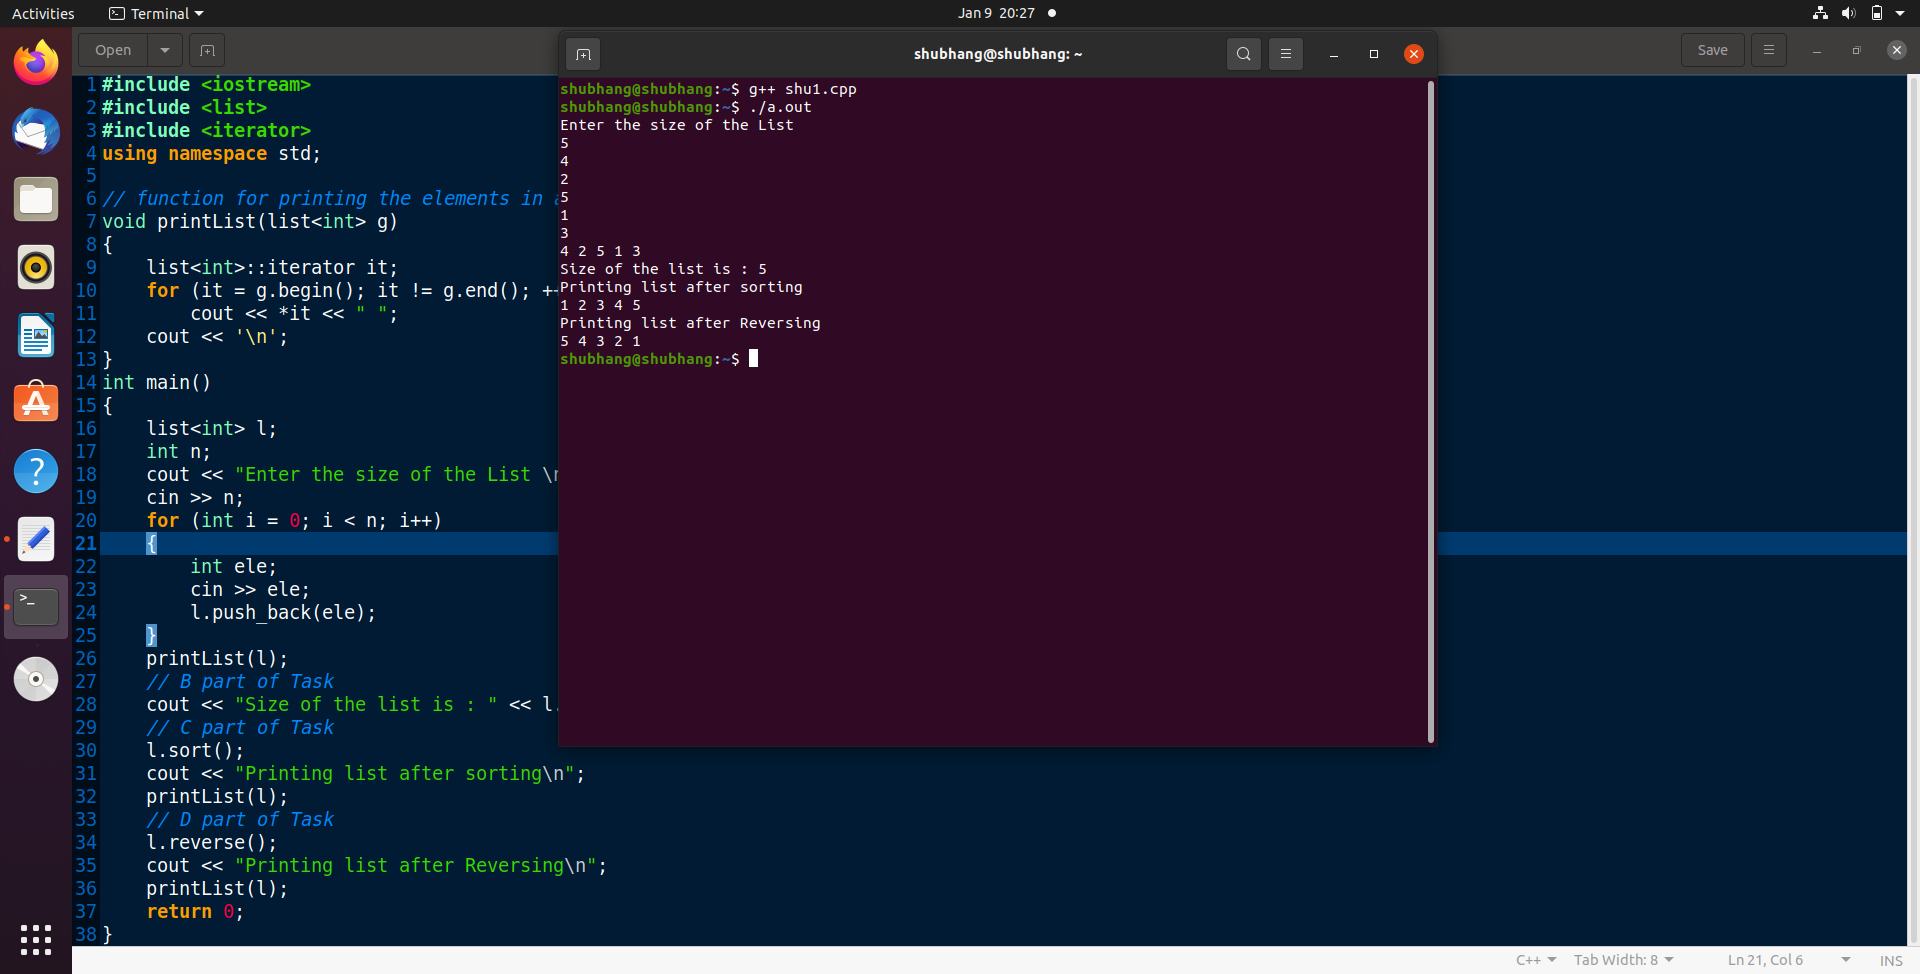 Activities
Terminal
Jan 9 20:27
Open
shubhang@shubhang: ~
Save
1 #include <iostream>
2 #include <list>
3 #include <iterator>
4 using namespace std;
5
6 // function for printing the elements in
7 void printList(list<int> g)
8 {
9     list<int>::iterator it;
10     for (it = g.begin(); it != g.end(); +
11         cout << *it << " ";
12     cout << '\n';
13 }
14 int main()
15 {
16     list<int> l;
17     int n;
18     cout << "Enter the size of the List \
19     cin >> n;
20     for (int i = 0; i < n; i++)
21     {
22         int ele;
23         cin >> ele;
24         l.push_back(ele);
25     }
26     printList(l);
27     // B part of Task
28     cout << "Size of the list is : " << l.
29     // C part of Task
30     l.sort();
31     cout << "Printing list after sorting\n";
32     printList(l);
33     // D part of Task
34     l.reverse();
35     cout << "Printing list after Reversing\n";
36     printList(l);
37     return 0;
38 }
shubhang@shubhang:~$ g++ shu1.cpp
shubhang@shubhang:~$ ./a.out
Enter the size of the List
5
4
2
5
1
3
4 2 5 1 3
Size of the list is : 5
Printing list after sorting
1 2 3 4 5
Printing list after Reversing
5 4 3 2 1
shubhang@shubhang:~$
C++
Tab Width: 8
Ln 21, Col 6
INS